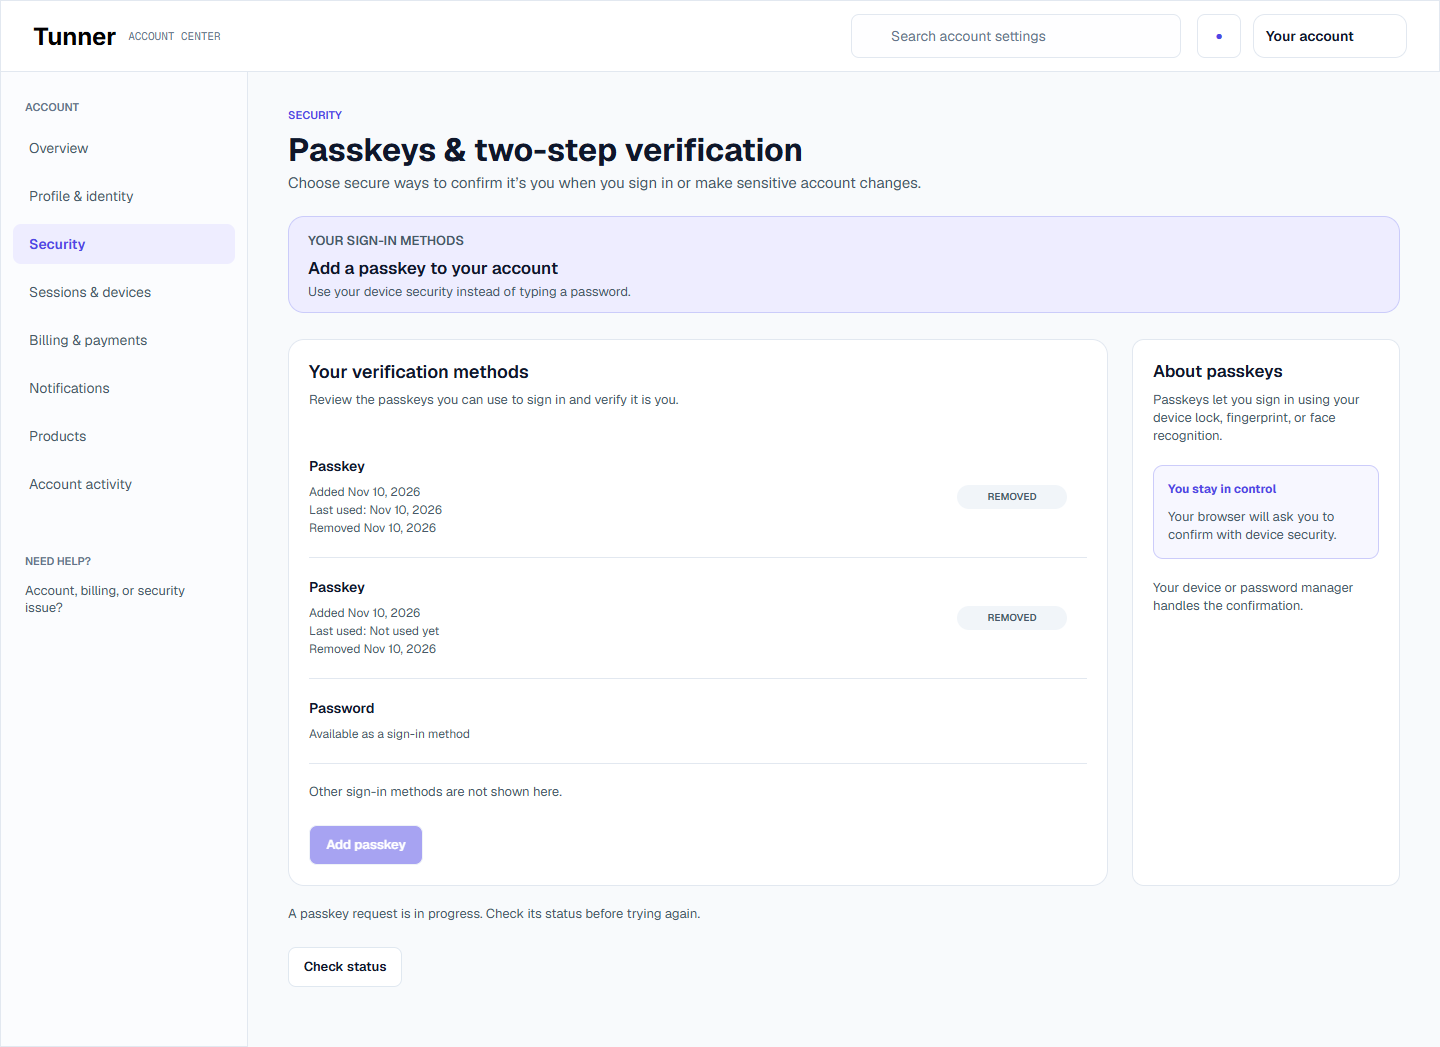 Tunner ACCOUNT CENTER
Search account settings
Your account
ACCOUNT
Overview
Profile & identity
Security
Sessions & devices
Billing & payments
Notifications
Products
Account activity
NEED HELP?
Account, billing, or security
issue?
SECURITY
Passkeys & two-step verification
Choose secure ways to confirm it’s you when you sign in or make sensitive account changes.
YOUR SIGN-IN METHODS
Add a passkey to your account
Use your device security instead of typing a password.
Your verification methods
Review the passkeys you can use to sign in and verify it is you.
Passkey
Added Nov 10, 2026
Last used: Nov 10, 2026
Removed Nov 10, 2026
REMOVED
Passkey
Added Nov 10, 2026
Last used: Not used yet
Removed Nov 10, 2026
REMOVED
Password
Available as a sign-in method
Other sign-in methods are not shown here.
Add passkey
About passkeys
Passkeys let you sign in using your
device lock, fingerprint, or face
recognition.
You stay in control
Your browser will ask you to
confirm with device security.
Your device or password manager
handles the confirmation.
A passkey request is in progress. Check its status before trying again.
Check status